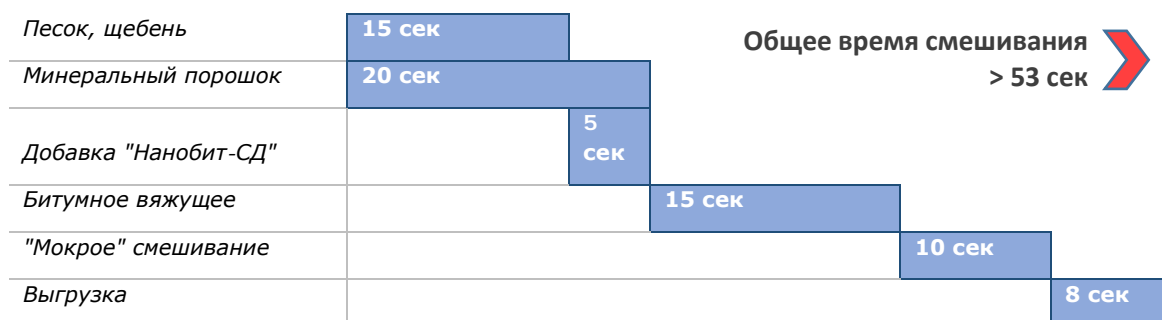 Песок, щебень
15 сек
Общее время смешивания
> 53 сек
Минеральный порошок
20 сек
Добавка "Нанобит-СД"
5
сек
Битумное вяжущее
15 сек
"Мокрое" смешивание
10 сек
Выгрузка
8 сек